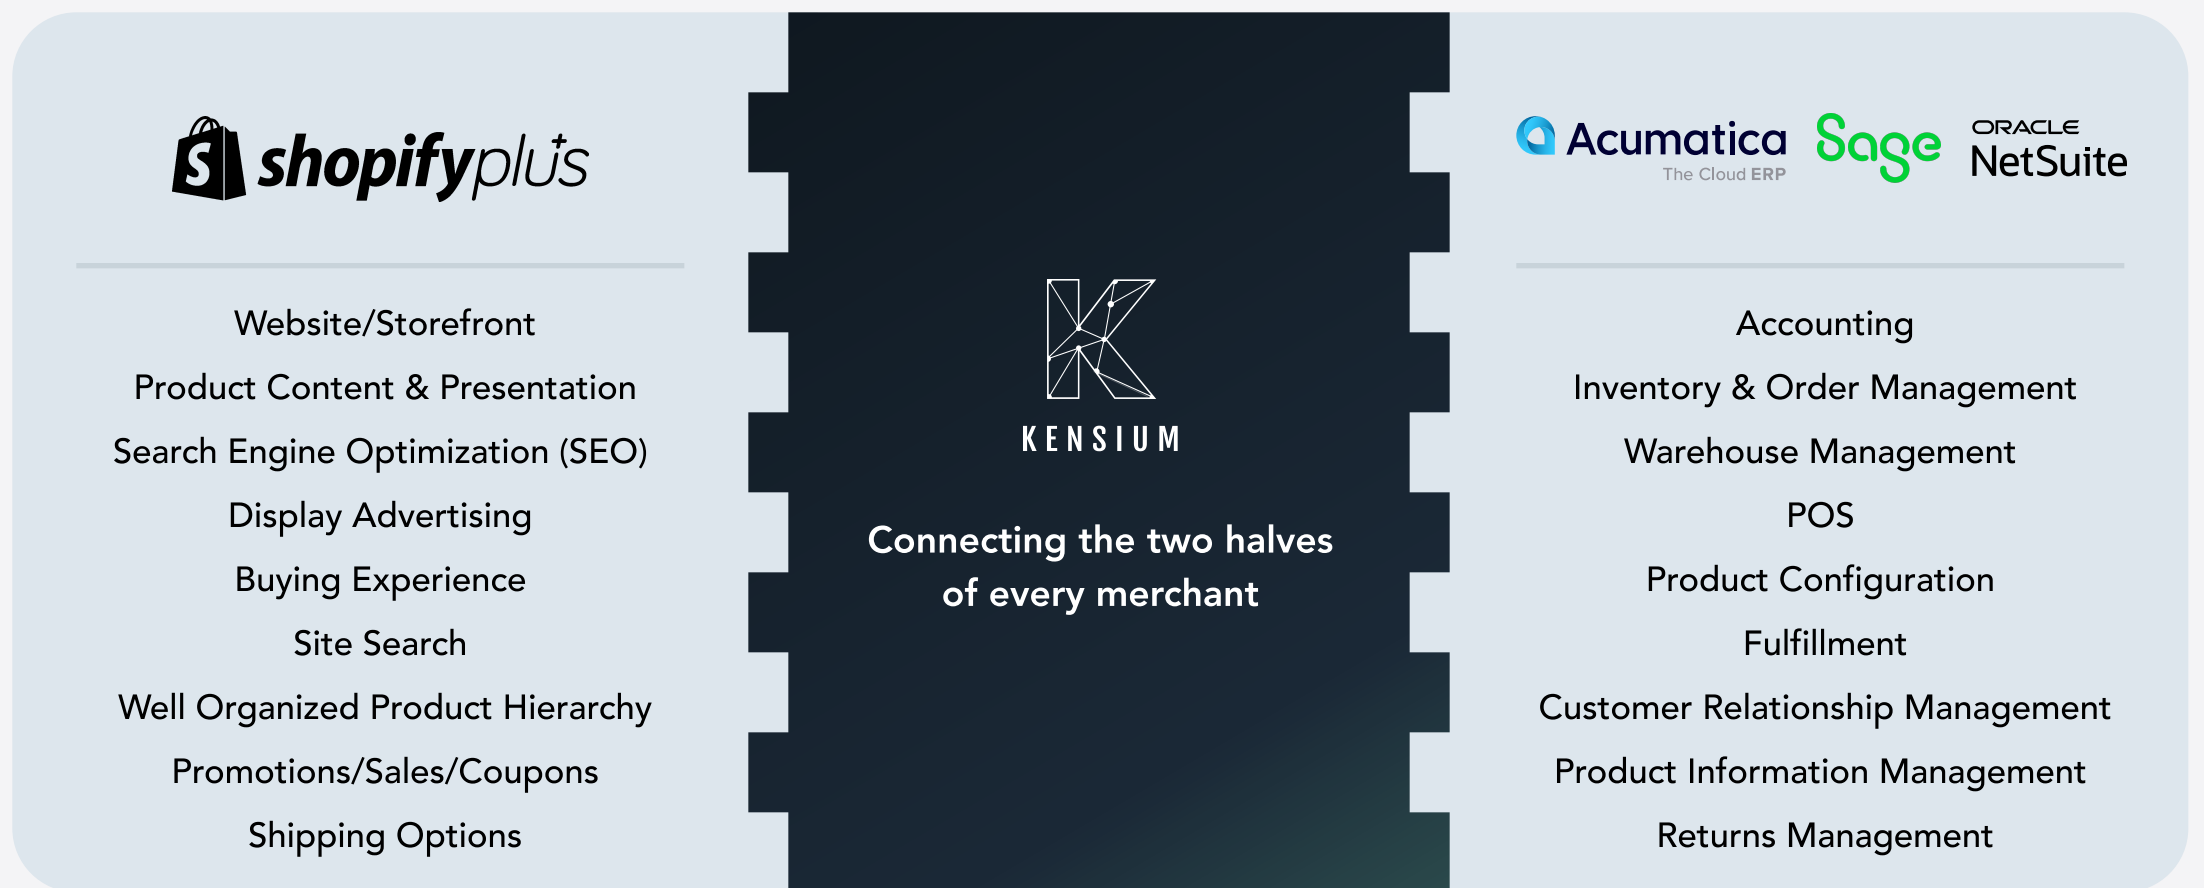 shopifyplus
Website/Storefront
Product Content & Presentation
Search Engine Optimization (SEO)
Display Advertising
Buying Experience
Site Search
Well Organized Product Hierarchy
Promotions/Sales/Coupons
Shipping Options
KENSIUM
Connecting the two halves
of every merchant
Acumatica
The Cloud ERP
Sage
ORACLE
NetSuite
Accounting
Inventory & Order Management
Warehouse Management
POS
Product Configuration
Fulfillment
Customer Relationship Management
Product Information Management
Returns Management